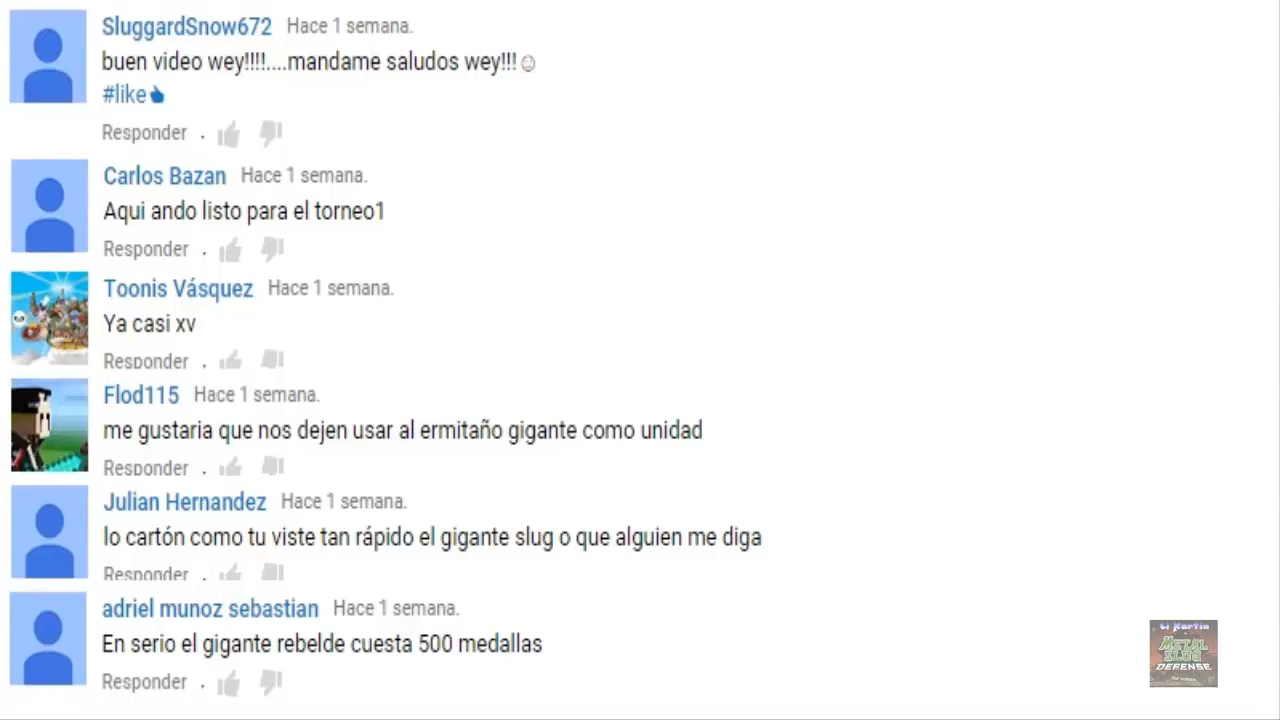 SluggardSnow672 Hace 1 semana.
buen video wey!!!!....mandame saludos wey!!!☺
#like
Responder .
Carlos Bazan Hace 1 semana.
Aqui ando listo para el torneo1
Responder .
Toonis Vásquez Hace 1 semana.
Ya casi xv
Responder .
Flod115 Hace 1 semana.
me gustaria que nos dejen usar al ermitaño gigante como unidad
Responder .
Julian Hernandez Hace 1 semana.
lo cartón como tu viste tan rápido el gigante slug o que alguien me diga
Responder .
adriel munoz sebastian Hace 1 semana.
En serio el gigante rebelde cuesta 500 medallas
Responder .
METAL
SLUG
DEFENSE